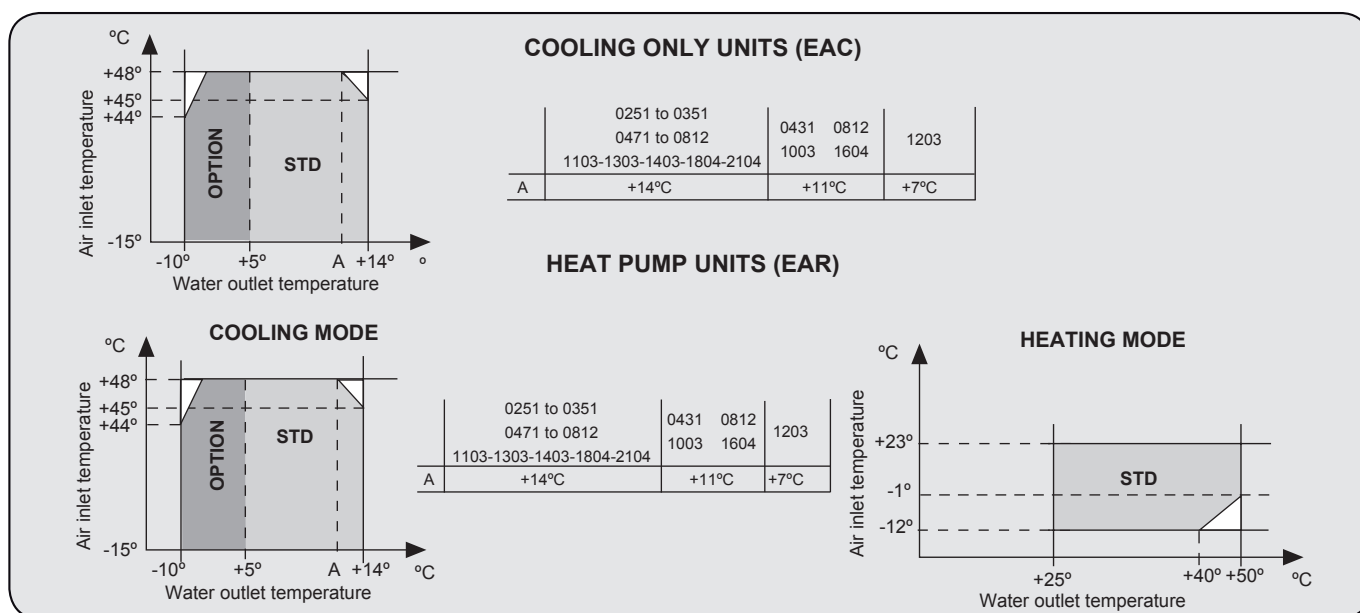 COOLING ONLY UNITS (EAC)
ºC
Air inlet temperature
+48º
+45º
+44º
-15º
OPTION
STD
-10º +5º A +14º º
Water outlet temperature
0251 to 0351
0471 to 0812
1103-1303-1403-1804-2104
0431 0812
1003 1604
1203
A +14ºC +11ºC +7ºC
HEAT PUMP UNITS (EAR)
COOLING MODE
ºC
Air inlet temperature
+48º
+45º
+44º
-15º
OPTION
STD
-10º +5º A +14º ºC
Water outlet temperature
0251 to 0351
0471 to 0812
1103-1303-1403-1804-2104
0431 0812
1003 1604
1203
A +14ºC +11ºC +7ºC
HEATING MODE
ºC
Air inlet temperature
+23º
-1º
-12º
STD
+25º +40º +50º ºC
Water outlet temperature